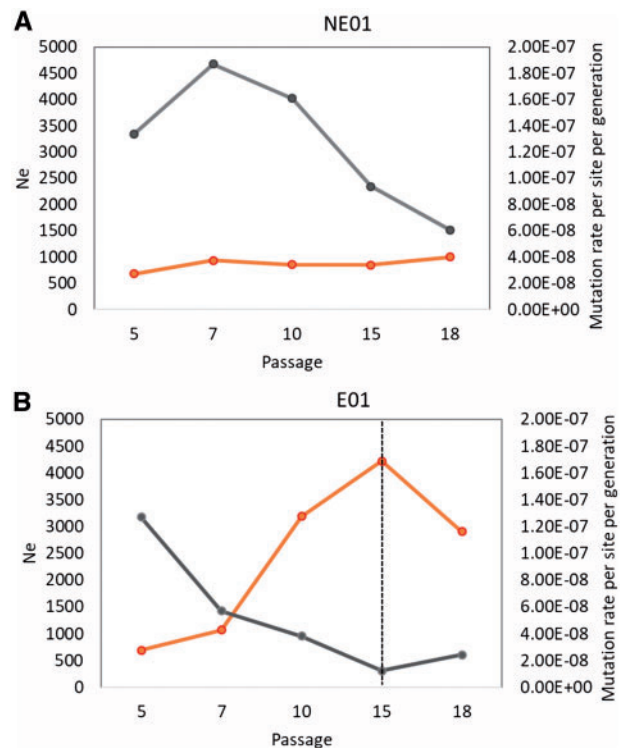 A
NE01
5000 2.00E-07
4500 1.80E-07
4000 1.60E-07
3500 1.40E-07
3000 1.20E-07
2500 1.00E-07
2000 8.00E-08
1500 6.00E-08
1000 4.00E-08
500 2.00E-08
0 0.00E+00
Ne
Mutation rate per site per generation
5 7 10 15 18
Passage
B
E01
5000 2.00E-07
4500 1.80E-07
4000 1.60E-07
3500 1.40E-07
3000 1.20E-07
2500 1.00E-07
2000 8.00E-08
1500 6.00E-08
1000 4.00E-08
500 2.00E-08
0 0.00E+00
Ne
Mutation rate per site per generation
5 7 10 15 18
Passage